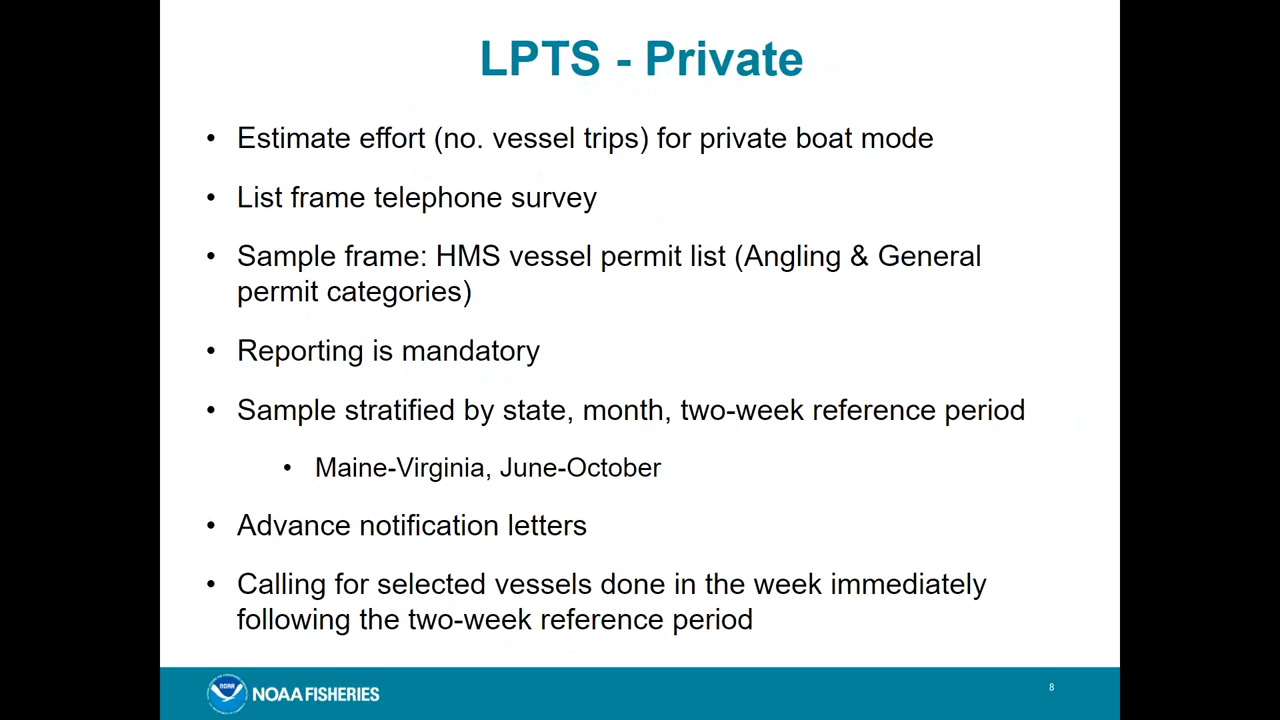 LPTS - Private
• Estimate effort (no. vessel trips) for private boat mode
• List frame telephone survey
• Sample frame: HMS vessel permit list (Angling & General
permit categories)
• Reporting is mandatory
• Sample stratified by state, month, two-week reference period
• Maine-Virginia, June-October
• Advance notification letters
• Calling for selected vessels done in the week immediately
following the two-week reference period
NOAA
NOAA FISHERIES
8